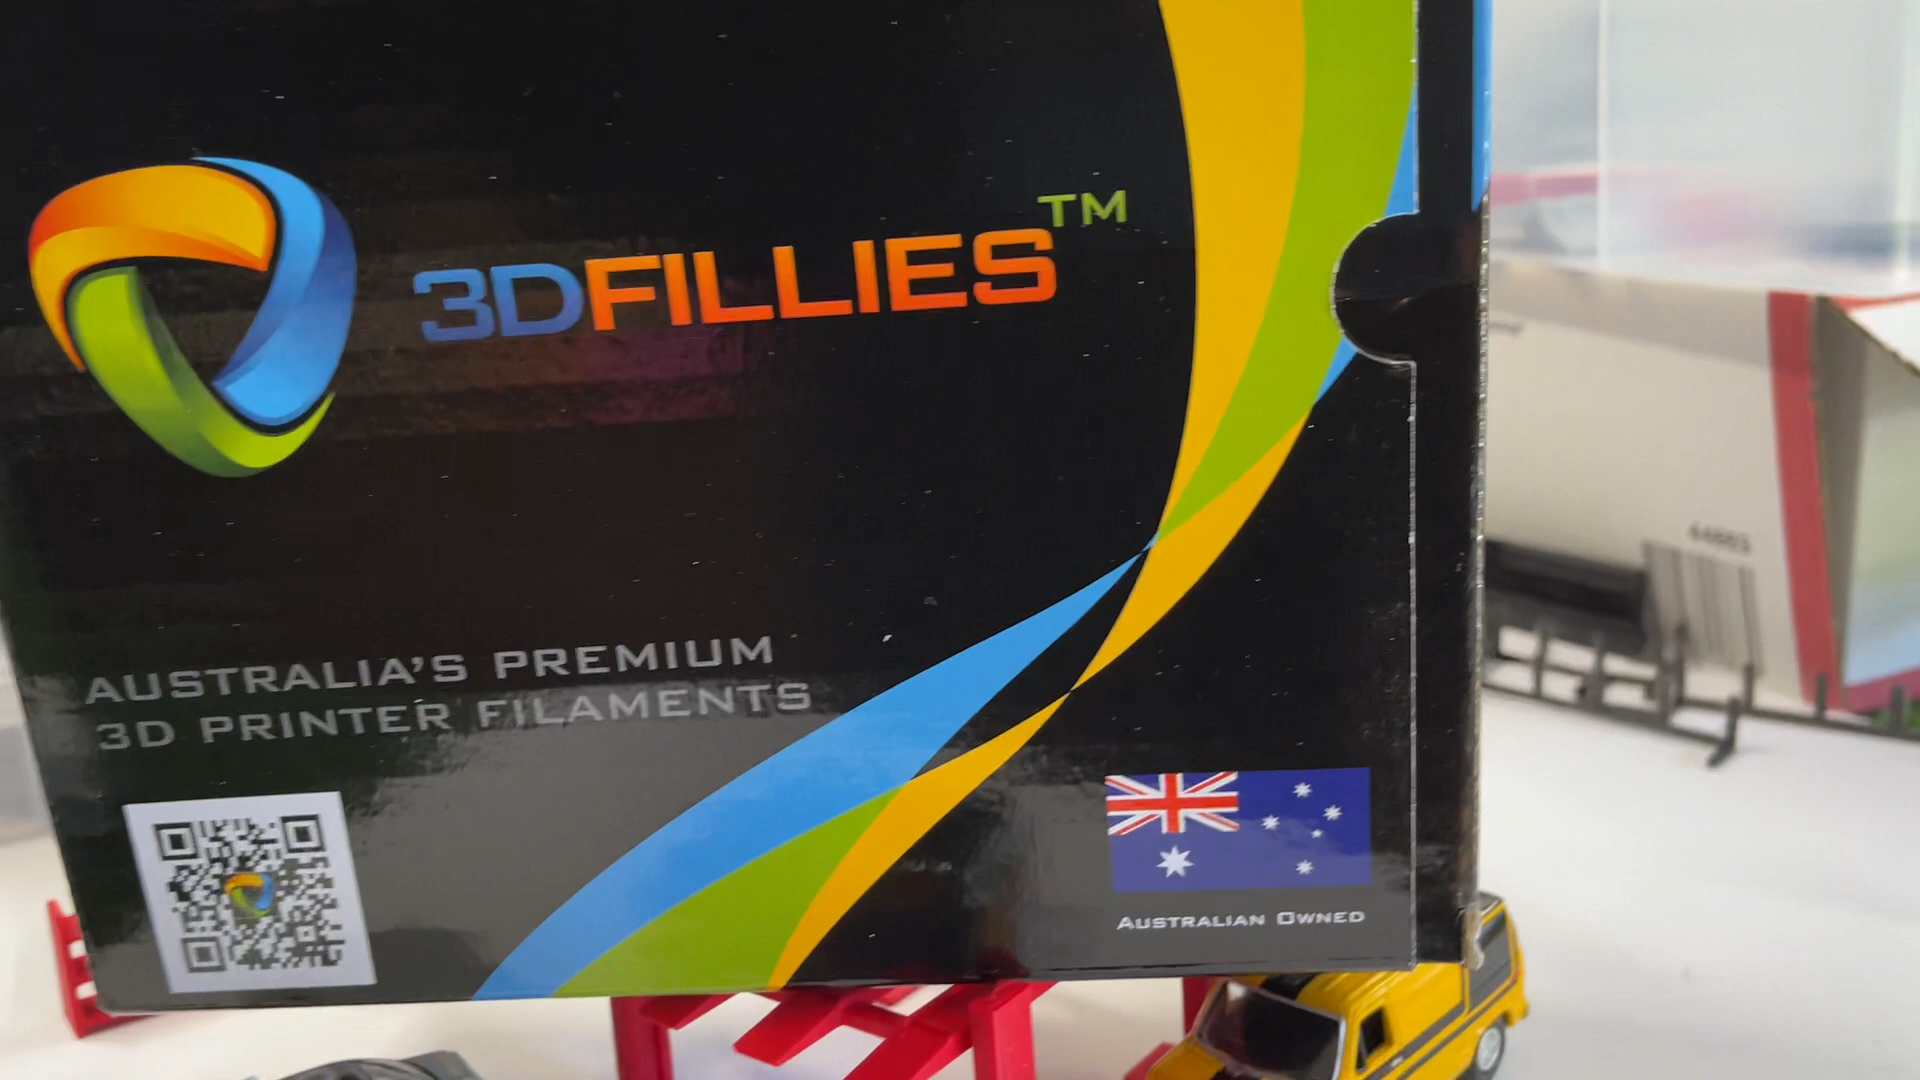 3DFILLIES™
AUSTRALIA'S PREMIUM
3D PRINTER FILAMENTS
AUSTRALIAN OWNED